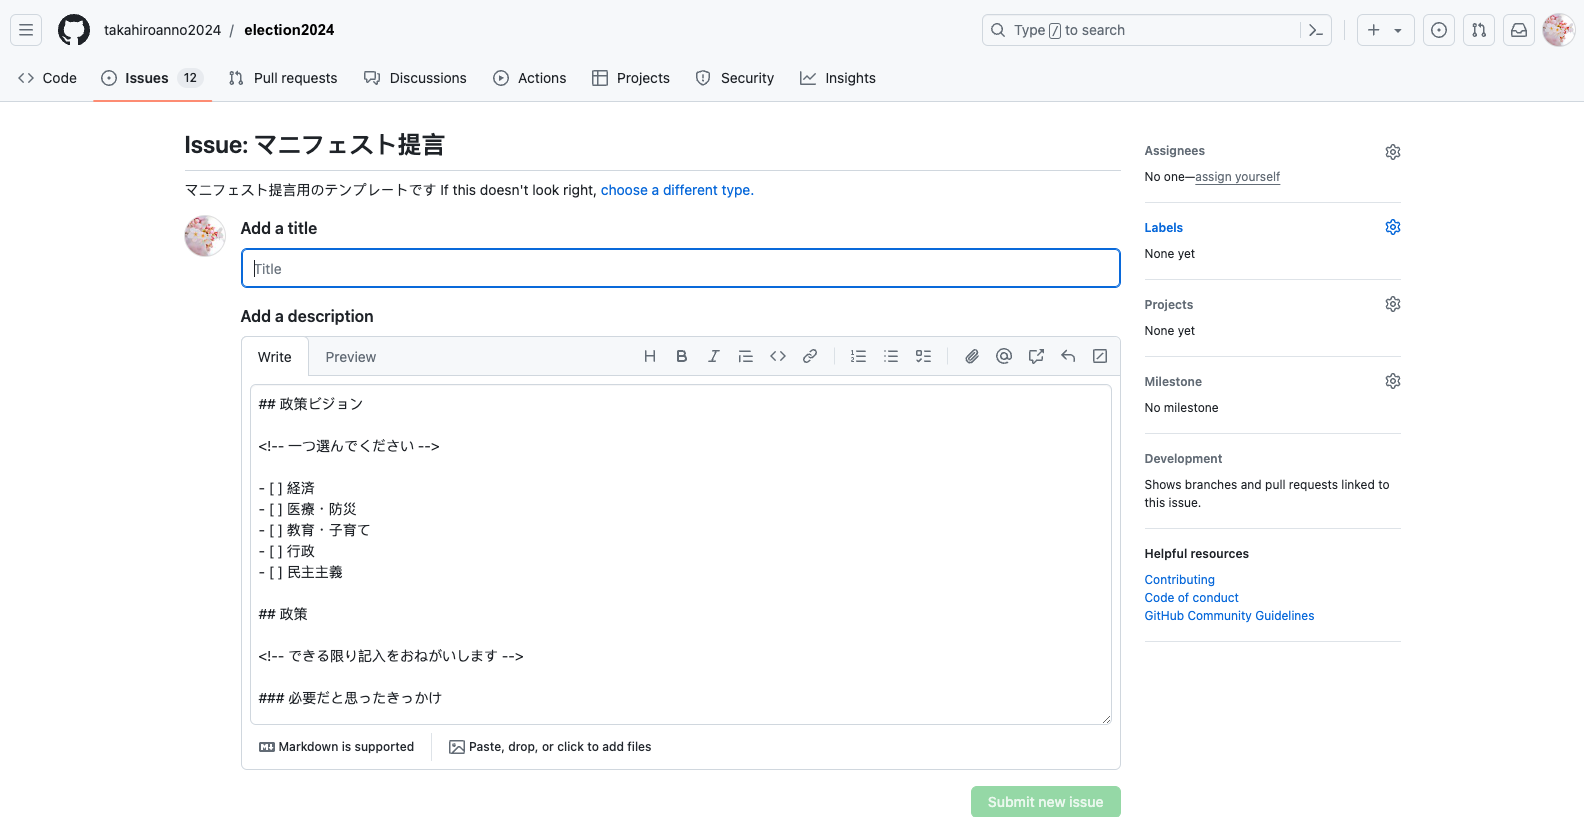 takahiroanno2024 / election2024
Type / to search
Code
Issues 12
Pull requests
Discussions
Actions
Projects
Security
Insights
Issue: マニフェスト提言
マニフェスト提言用のテンプレートです If this doesn't look right, choose a different type.
Add a title
Title
Add a description
Write
Preview
## 政策ビジョン
<!-- 一つ選んでください -->
- [ ] 経済
- [ ] 医療・防災
- [ ] 教育・子育て
- [ ] 行政
- [ ] 民主主義
## 政策
<!-- できる限り記入をおねがいします -->
### 必要だと思ったきっかけ
Markdown is supported
Paste, drop, or click to add files
Submit new issue
Assignees
No one—assign yourself
Labels
None yet
Projects
None yet
Milestone
No milestone
Development
Shows branches and pull requests linked to
this issue.
Helpful resources
Contributing
Code of conduct
GitHub Community Guidelines